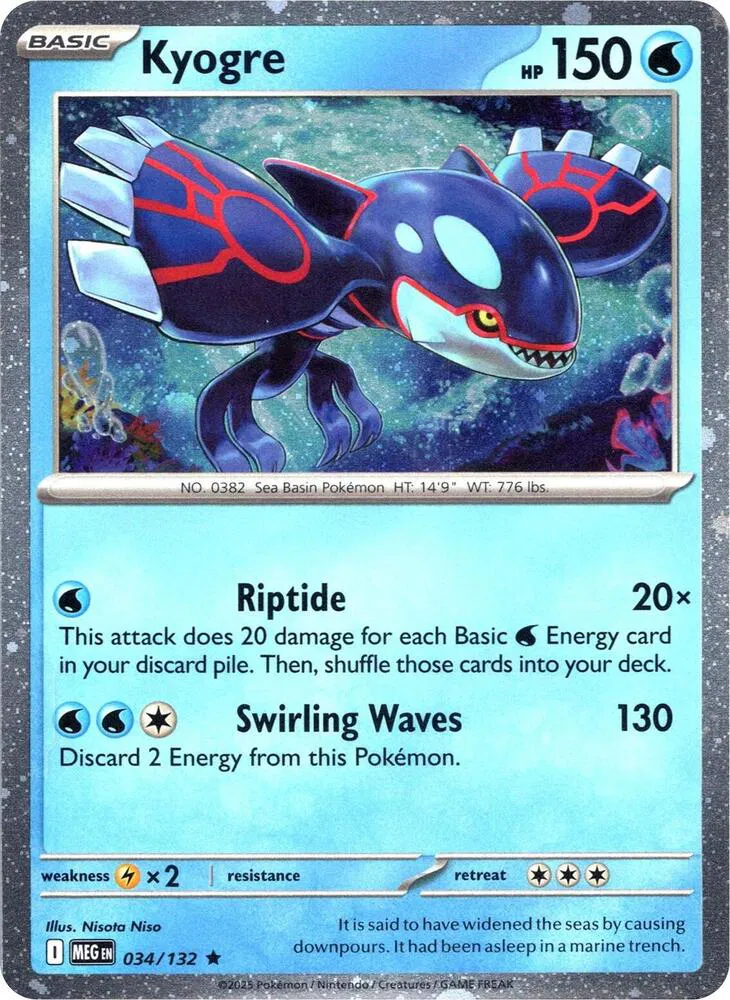 BASIC
Kyogre
HP 150
NO. 0382 Sea Basin Pokémon HT: 14'9" WT: 776 lbs.
Riptide 20×
This attack does 20 damage for each Basic Energy card
in your discard pile. Then, shuffle those cards into your deck.
Swirling Waves 130
Discard 2 Energy from this Pokémon.
weakness ×2 resistance retreat
Illus. Nisota Niso
It is said to have widened the seas by causing
downpours. It had been asleep in a marine trench.
I MEG EN 034/132 ★
©2025 Pokémon / Nintendo / Creatures / GAME FREAK